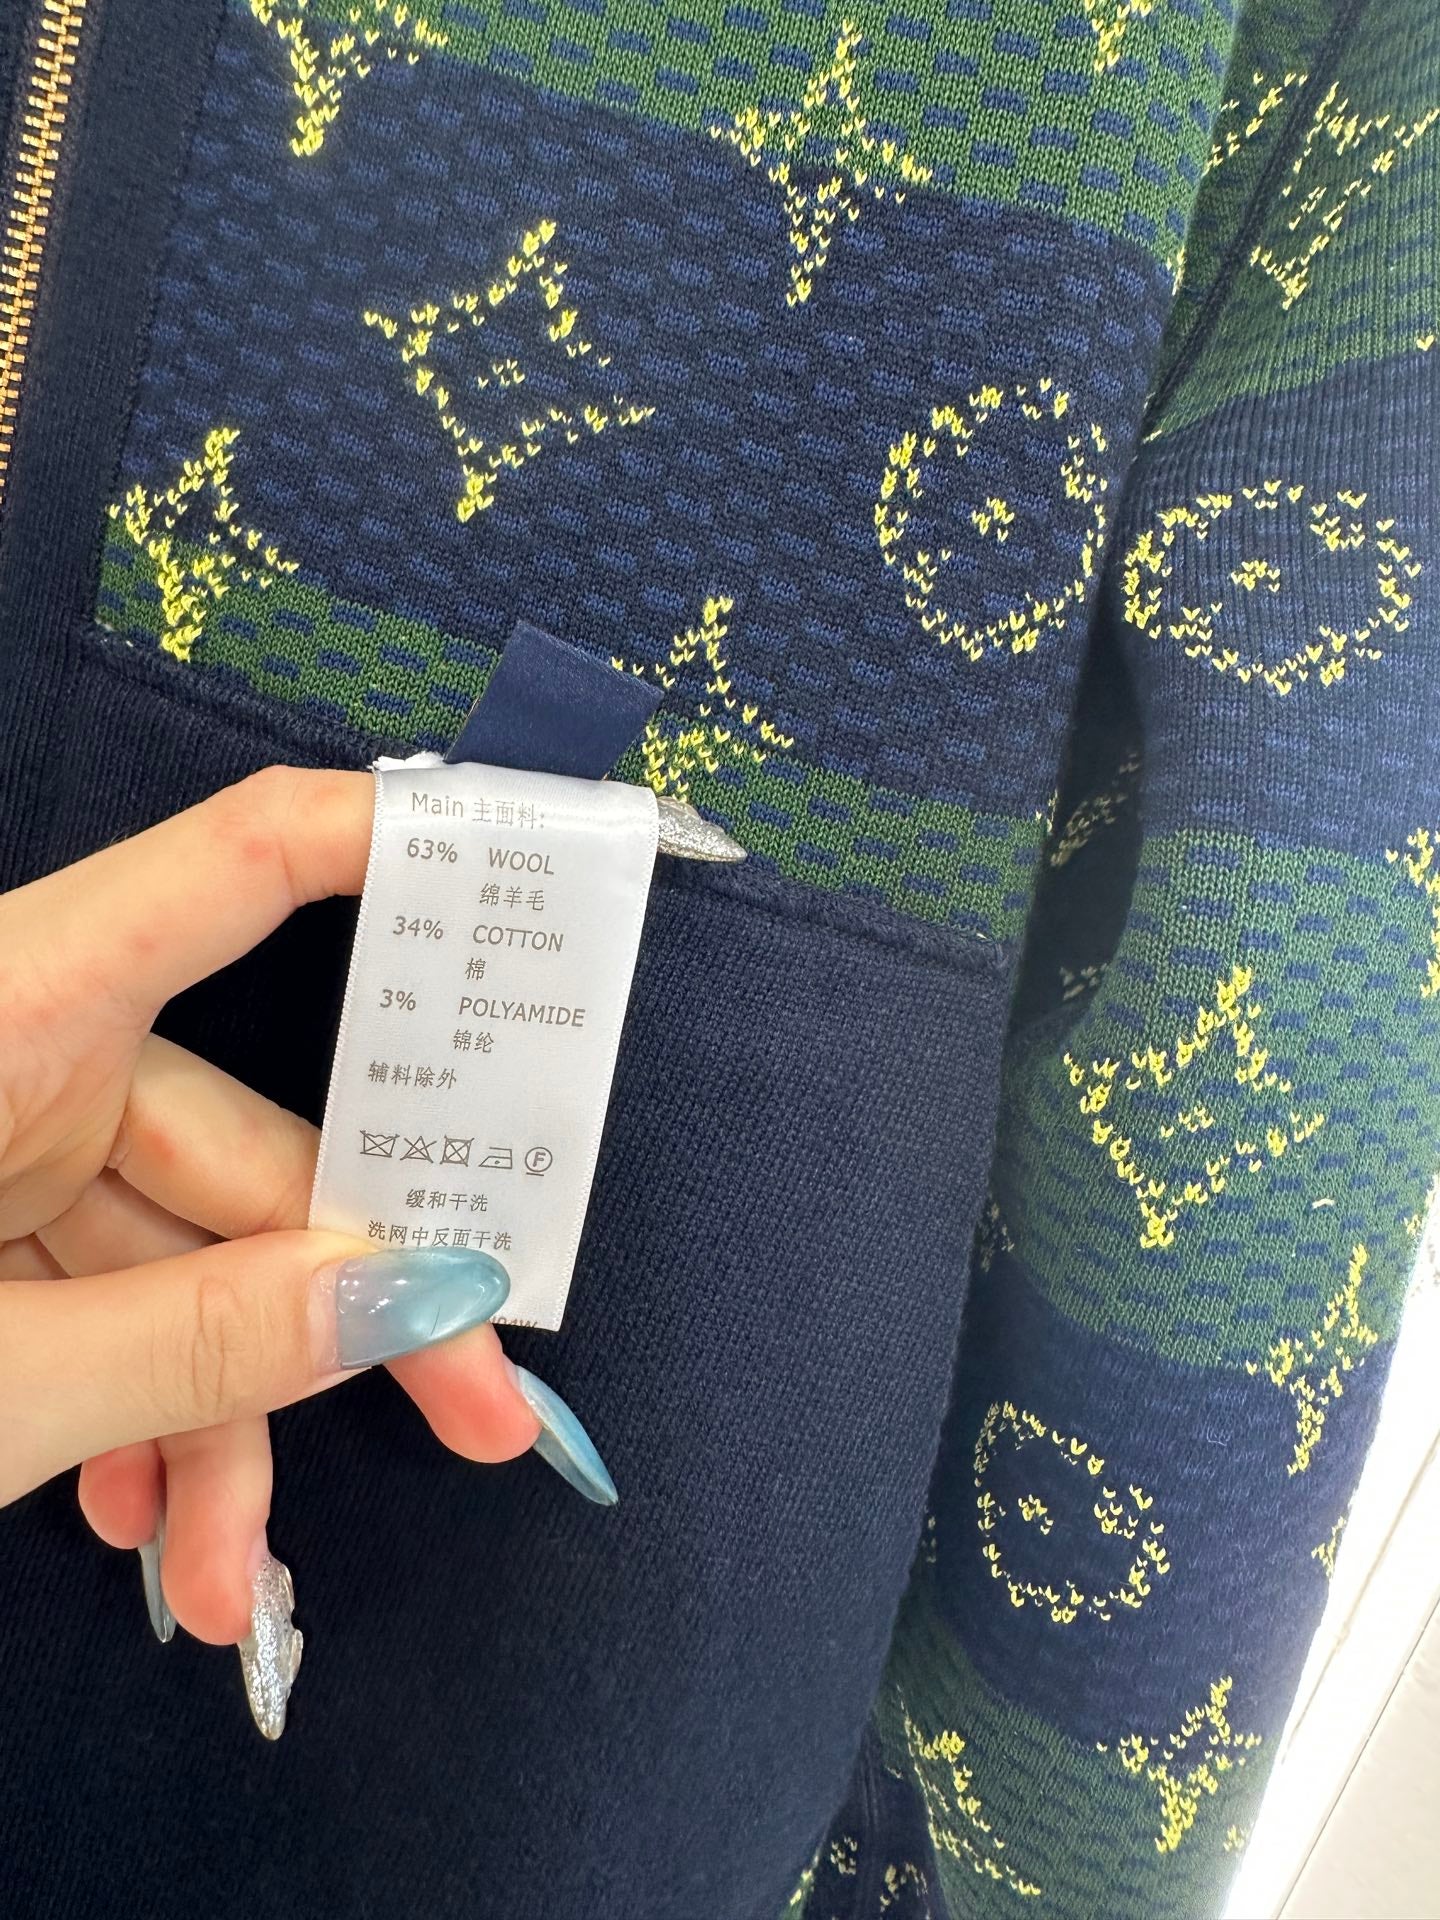 Main 主面料:
63% WOOL
绵羊毛
34% COTTON
棉
3% POLYAMIDE
锦纶
辅料除外
F
缓和干洗
洗网中反面干洗